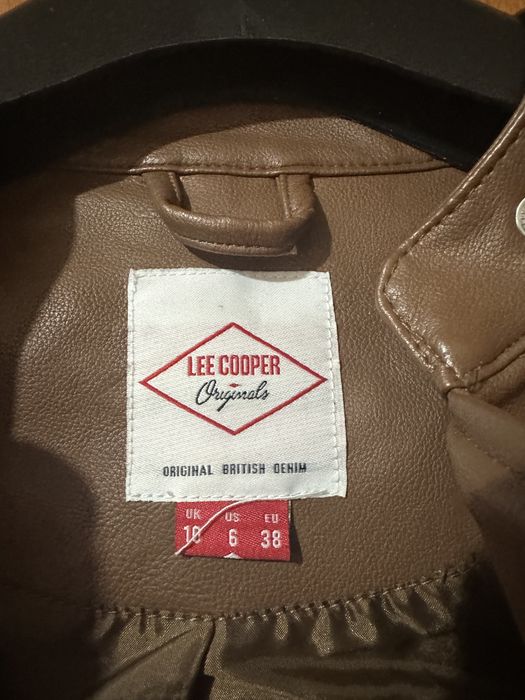 LEE COOPER
Originals
ORIGINAL BRITISH DENIM
UK US EU
10 6 38